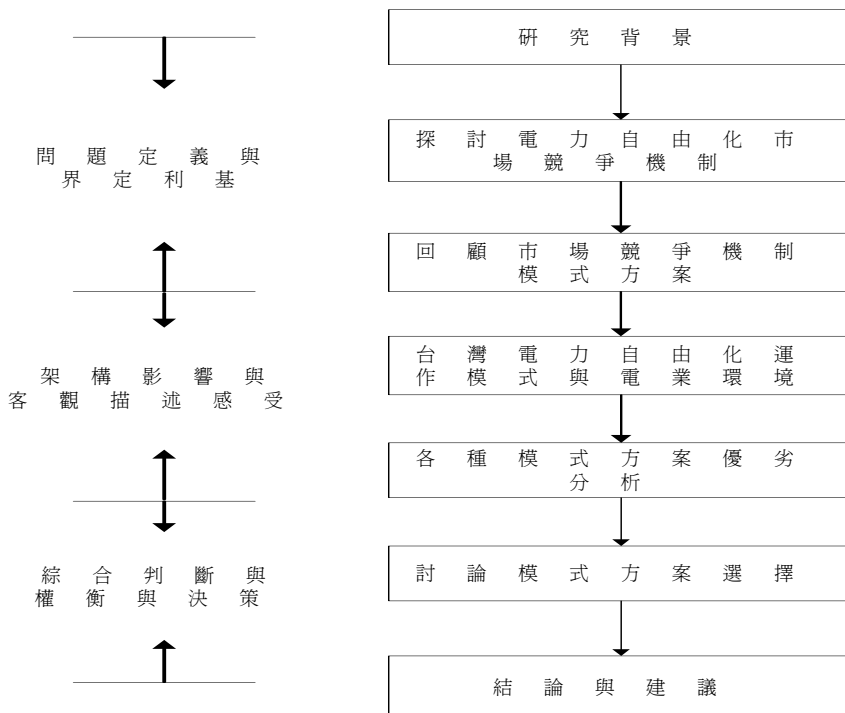 研究背景
探討電力自由化市
場競爭機制
問題定義與
界定利基
回顧市場競爭機制
模式方案
台灣電力自由化運
作模式與電業環境
架構影響與
客觀描述感受
各種模式方案優劣
分析
討論模式方案選擇
綜合判斷與
權衡與決策
結論與建議